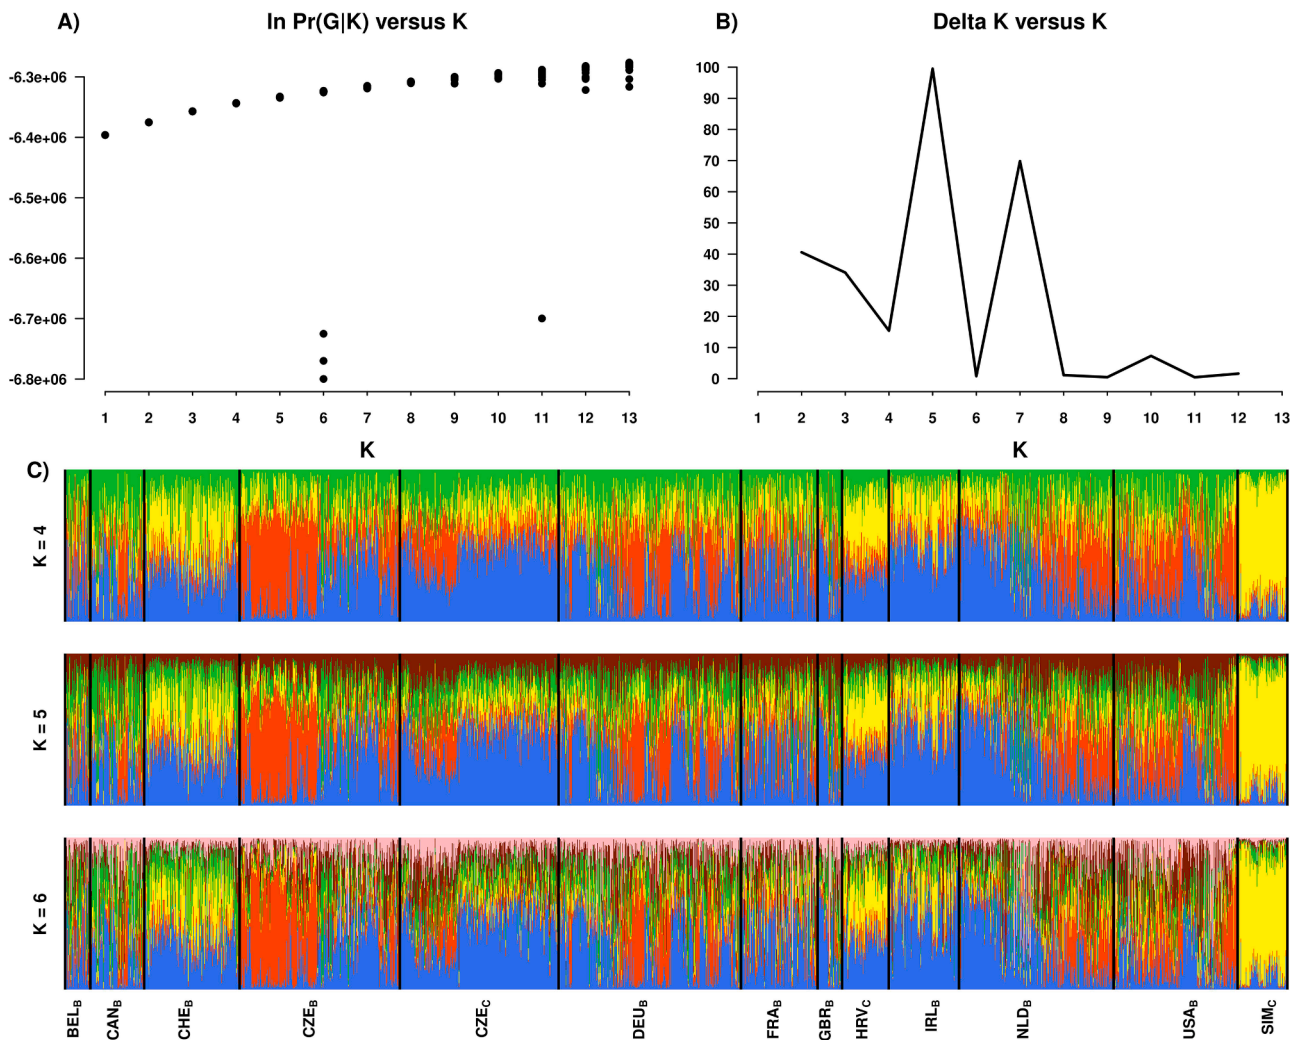 A) ln Pr(G|K) versus K
-6.3e+06
-6.4e+06
-6.5e+06
-6.6e+06
-6.7e+06
-6.8e+06
1 2 3 4 5 6 7 8 9 10 11 12 13
K
B) Delta K versus K
100
90
80
70
60
50
40
30
20
10
0
1 2 3 4 5 6 7 8 9 10 11 12 13
K
C)
K = 4
K = 5
K = 6
BELB CANB CHEB CZEB CZEC DEUB FRAB GBRB HRVC IRLB NLDB USAB SIMC